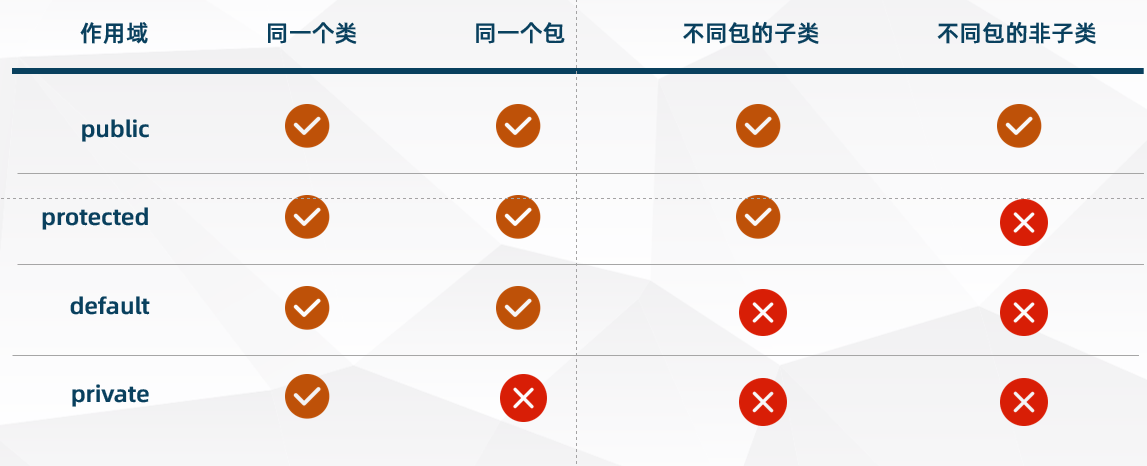 作用域 同一个类 同一个包 不同包的子类 不同包的非子类
public
protected
default
private